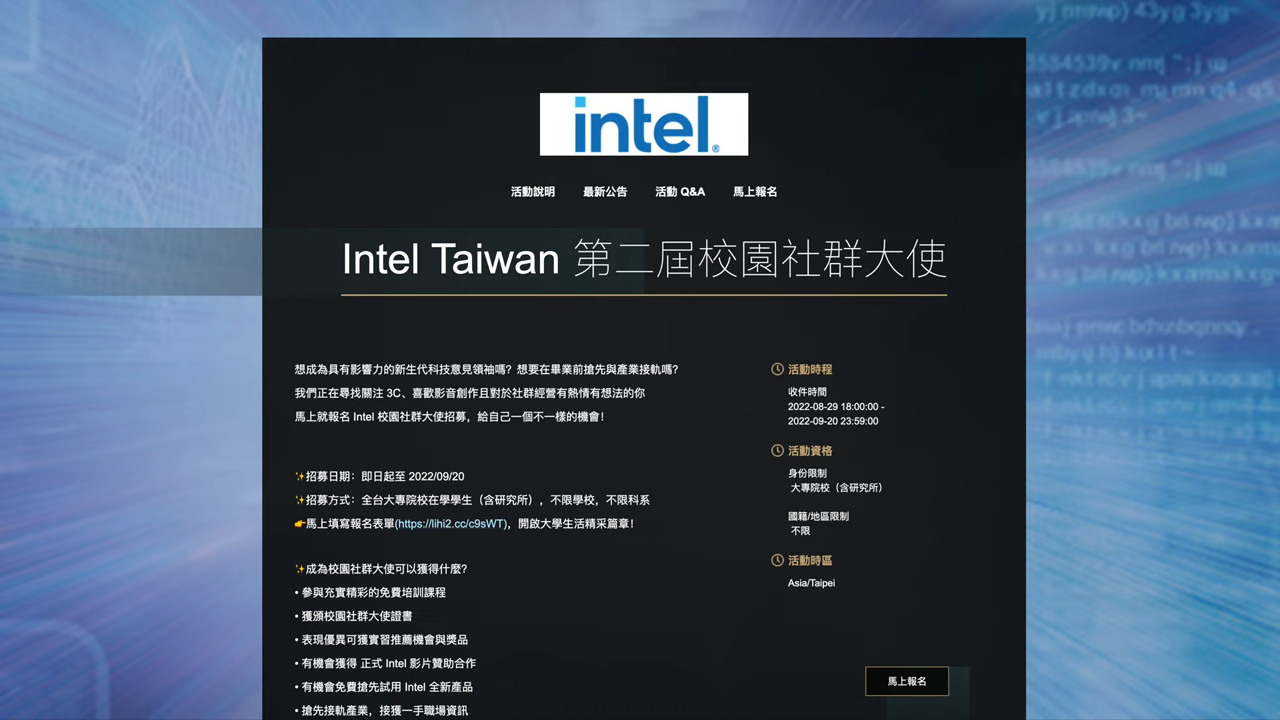 intel.
活動說明 最新公告 活動 Q&A 馬上報名
Intel Taiwan 第二屆校園社群大使
想成為具有影響力的新生代科技意見領袖嗎？想要在畢業前搶先與產業接軌嗎？
我們正在尋找關注 3C、喜歡影音創作且對於社群經營有熱情有想法的你
馬上就報名 Intel 校園社群大使招募，給自己一個不一樣的機會！
✨招募日期：即日起至 2022/09/20
✨招募方式：全台大專院校在學學生（含研究所），不限學校，不限科系
👉馬上填寫報名表單(https://lihi2.cc/c9sWT)，開啟大學生活精采篇章！
✨成為校園社群大使可以獲得什麼?
• 參與充實精彩的免費培訓課程
• 獲頒校園社群大使證書
• 表現優異可獲實習推薦機會與獎品
• 有機會獲得 正式 Intel 影片贊助合作
• 有機會免費搶先試用 Intel 全新產品
• 搶先接軌產業，接獲一手職場資訊
活動時程
收件時間
2022-08-29 18:00:00 -
2022-09-20 23:59:00
活動資格
身份限制
大專院校（含研究所）
國籍/地區限制
不限
活動時區
Asia/Taipei
馬上報名